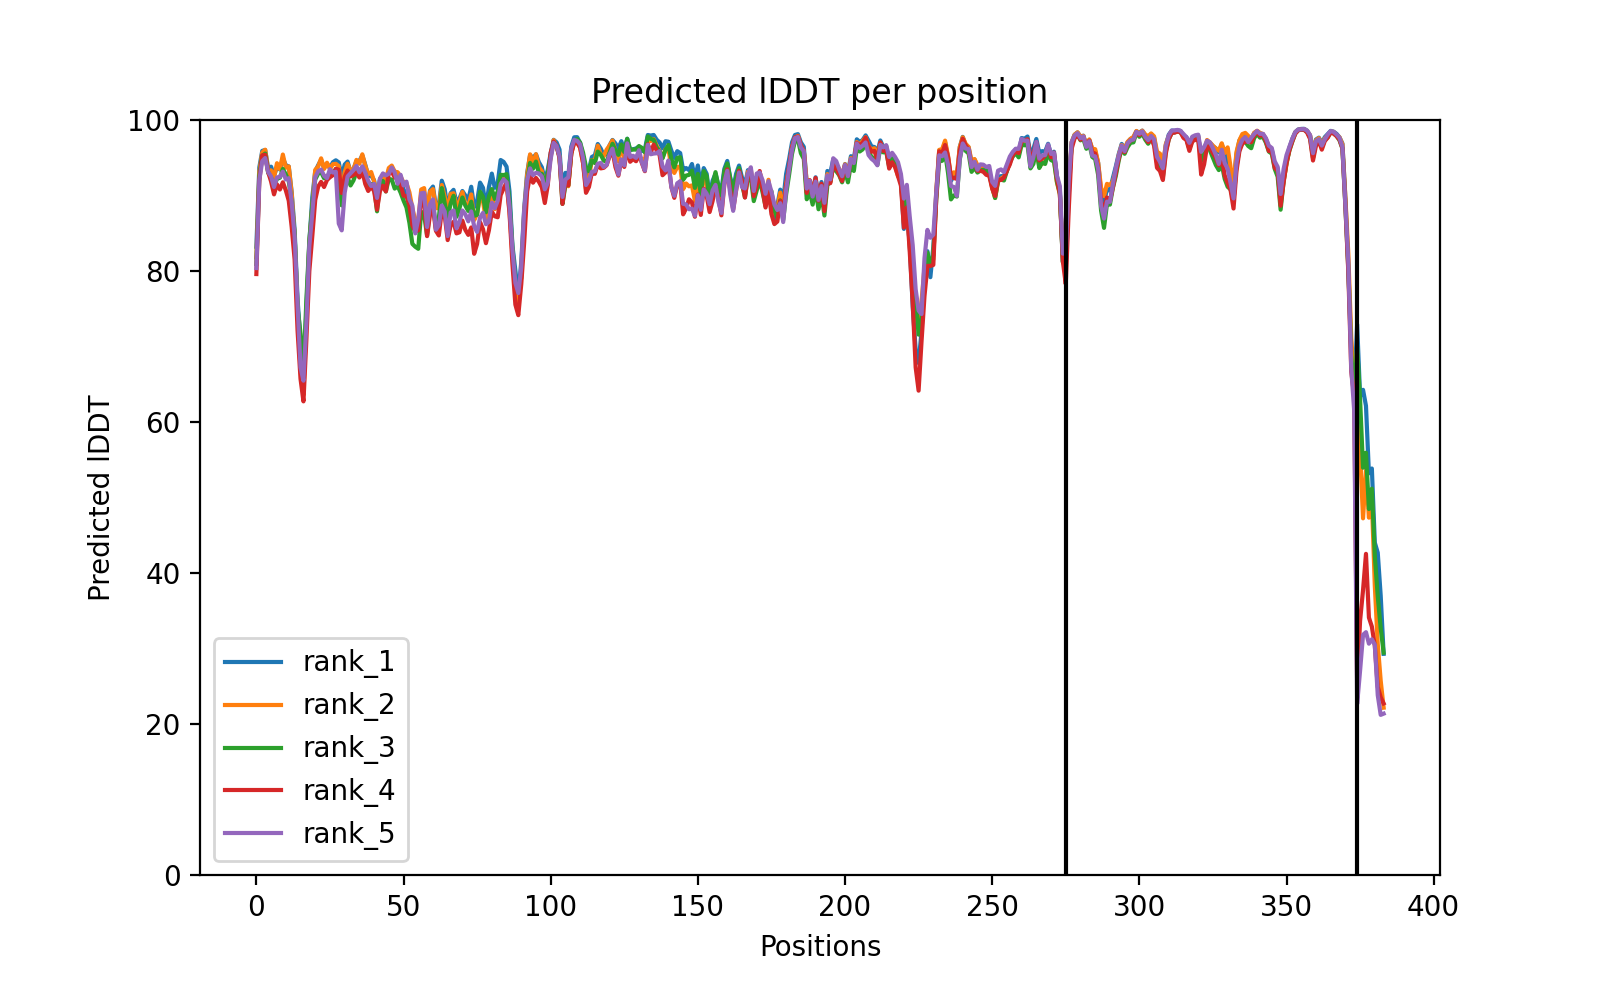 Predicted lDDT per position
100
80
60
40
20
0
Predicted lDDT
rank_1
rank_2
rank_3
rank_4
rank_5
0 50 100 150 200 250 300 350 400
Positions